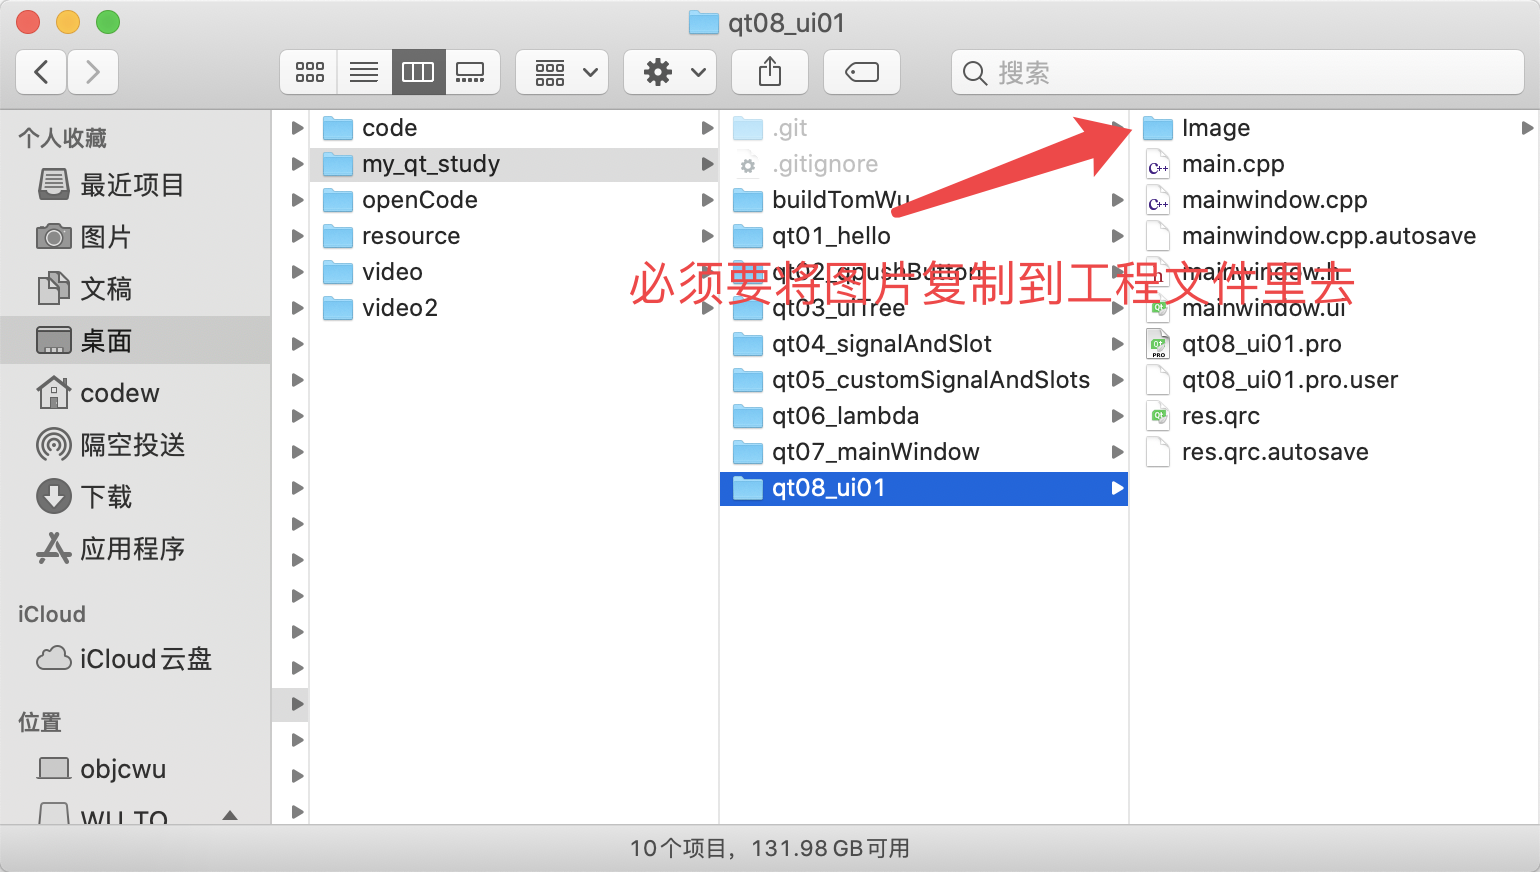 qt08_ui01
搜索
个人收藏
最近项目
图片
文稿
桌面
codew
隔空投送
下载
应用程序
iCloud
iCloud云盘
位置
objcwu
WU_TO
code
my_qt_study
openCode
resource
video
video2
.git
.gitignore
buildTomWu
qt01_hello
qt02_qpushButton
qt03_uiTree
qt04_signalAndSlot
qt05_customSignalAndSlots
qt06_lambda
qt07_mainWindow
qt08_ui01
必须要将图片复制到工程文件里去
Image
main.cpp
mainwindow.cpp
mainwindow.cpp.autosave
mainwindow.h
mainwindow.ui
qt08_ui01.pro
qt08_ui01.pro.user
res.qrc
res.qrc.autosave
10个项目，131.98 GB可用